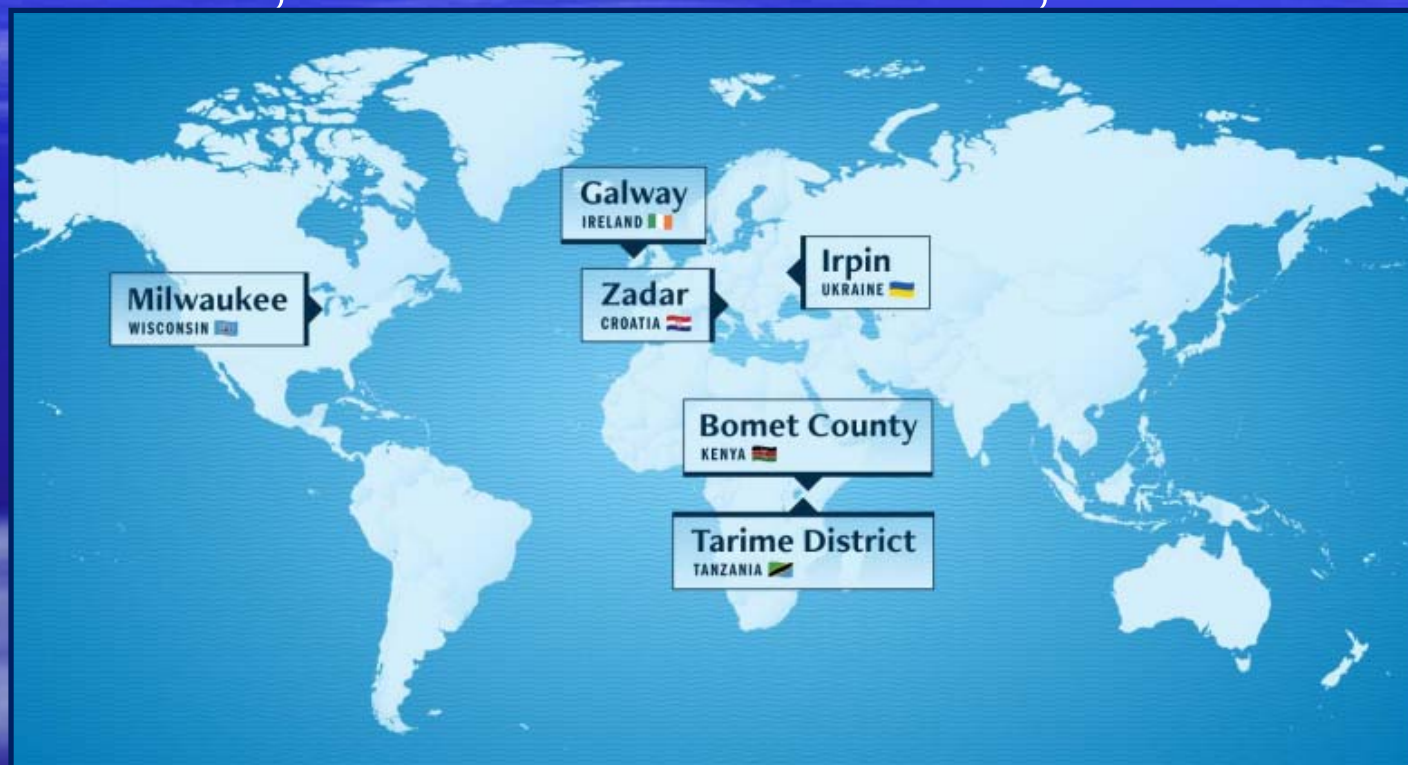 Galway
IRELAND
Irpin
UKRAINE
Milwaukee
WISCONSIN
Zadar
CROATIA
Bomet County
KENYA
Tarime District
TANZANIA